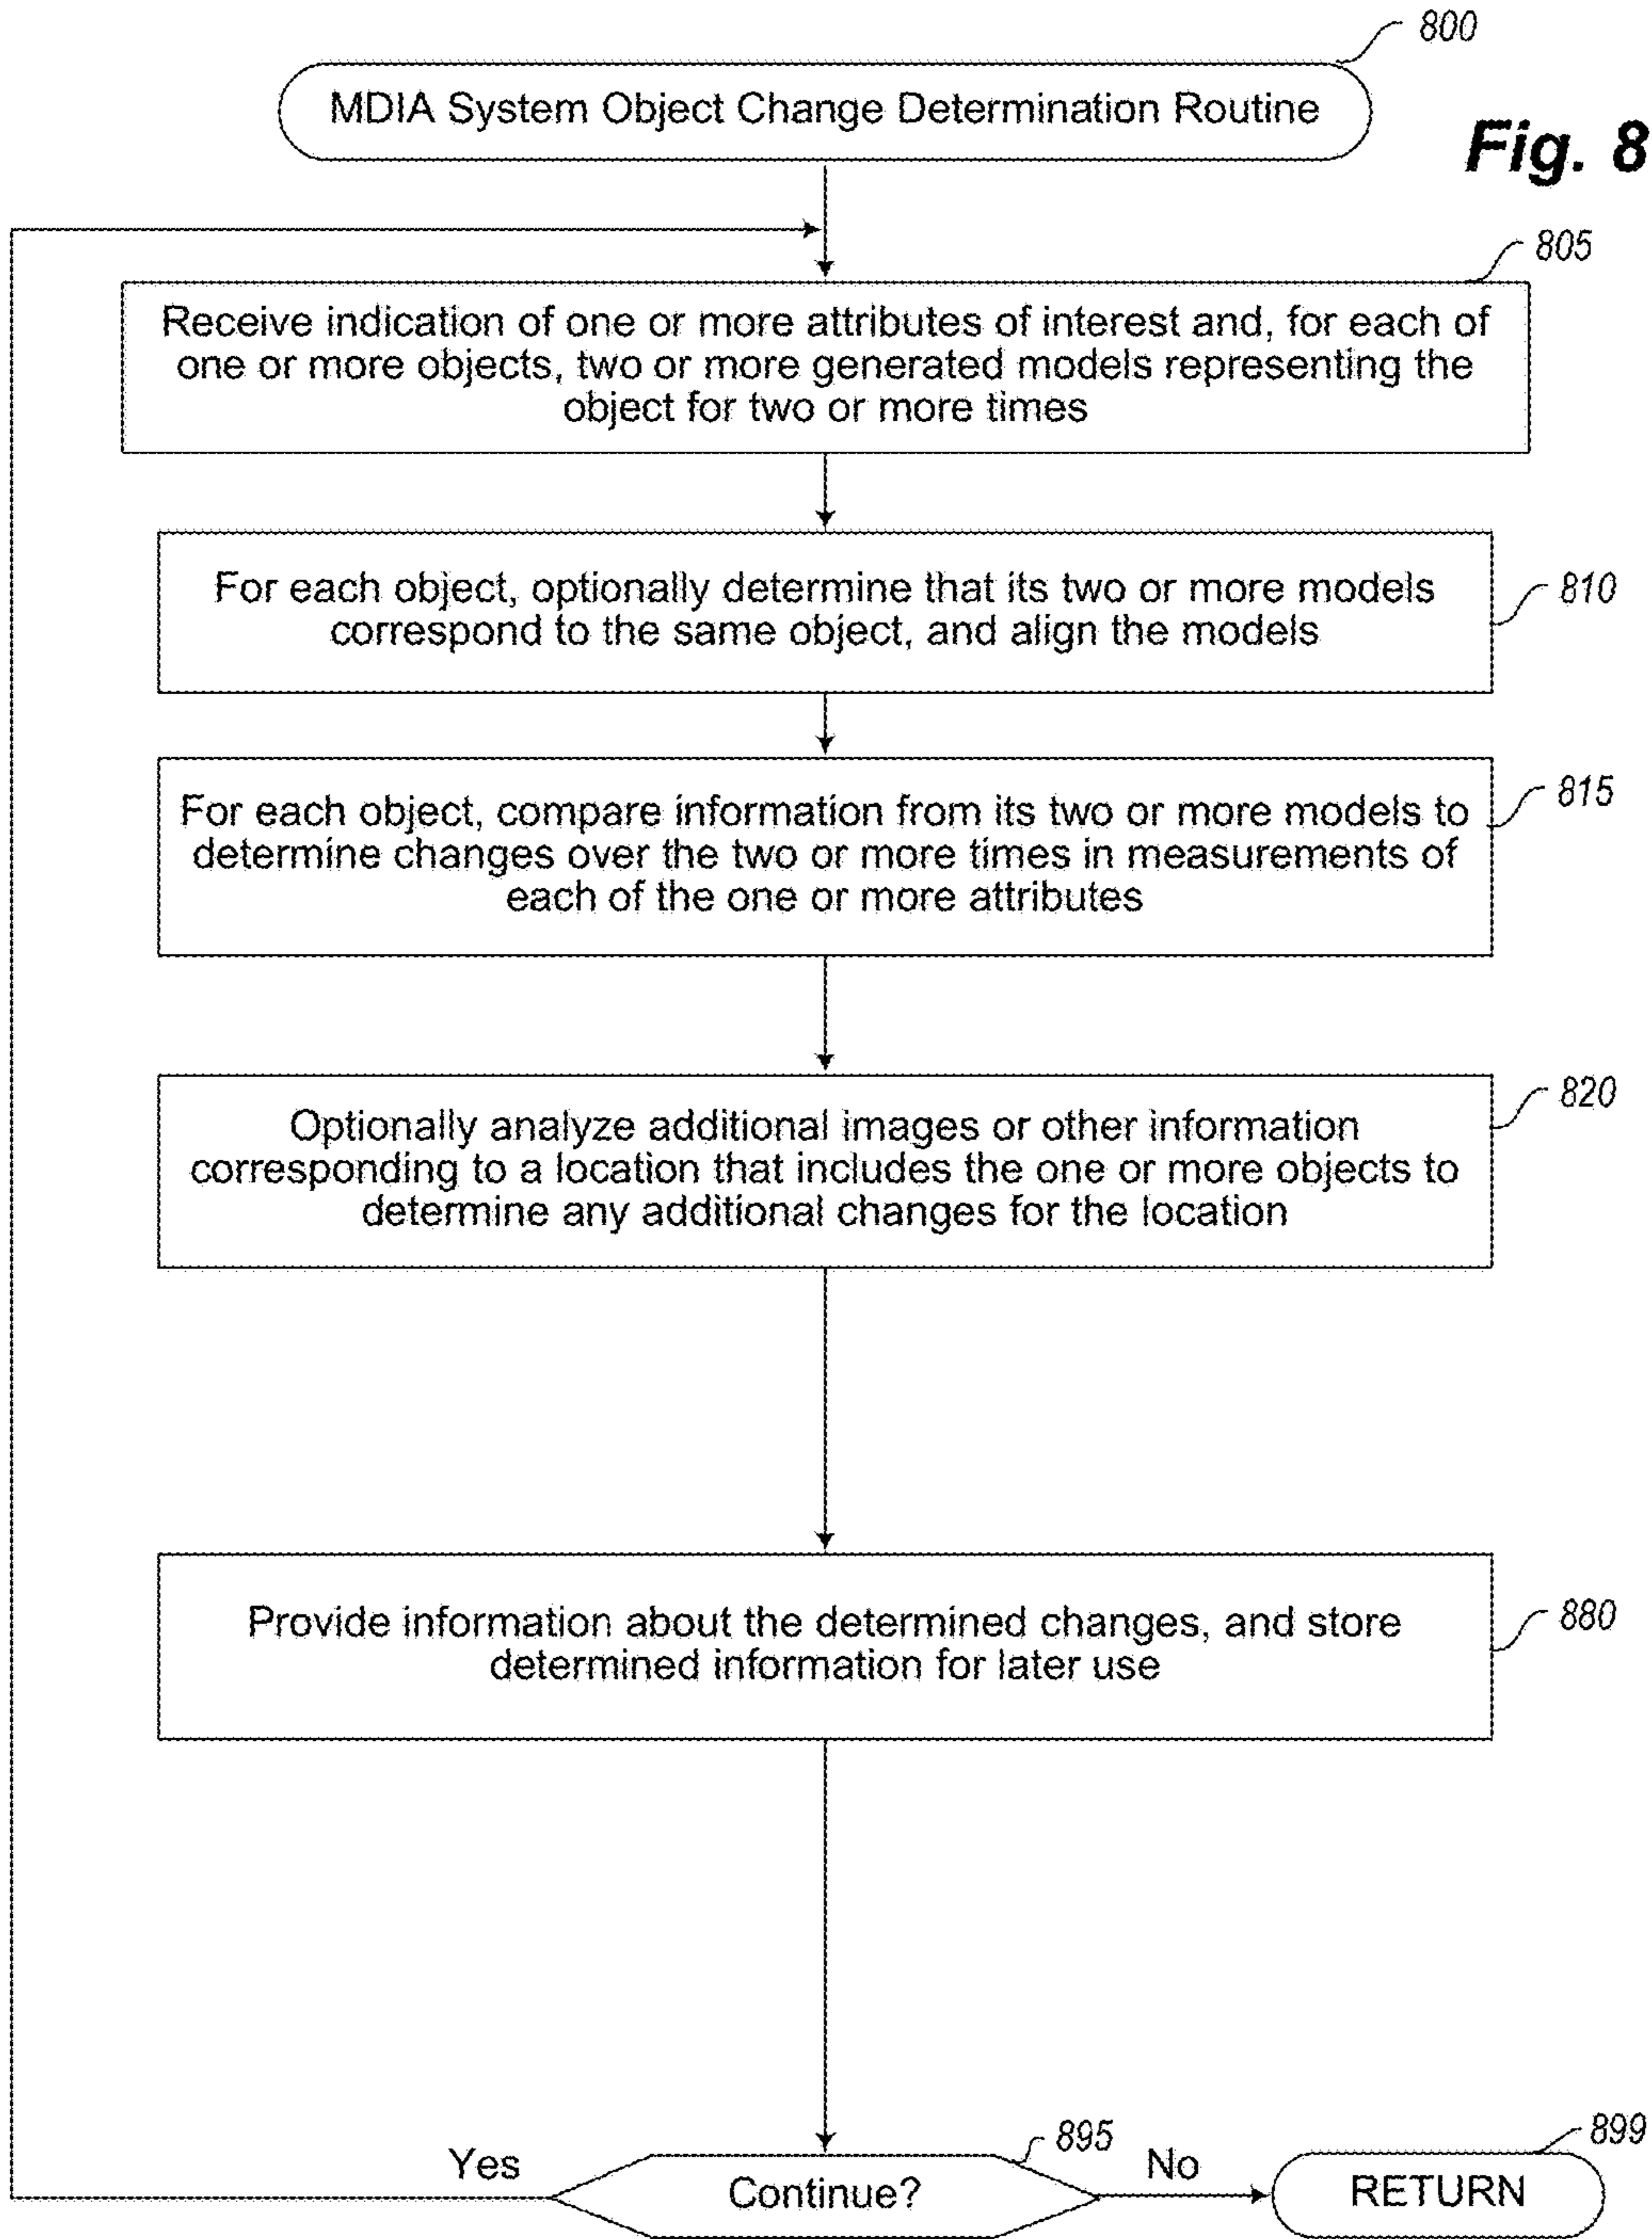 800
MDIA System Object Change Determination Routine
Fig. 8
805
Receive indication of one or more attributes of interest and, for each of
one or more objects, two or more generated models representing the
object for two or more times
For each object, optionally determine that its two or more models
correspond to the same object, and align the models
810
For each object, compare information from its two or more models to
determine changes over the two or more times in measurements of
each of the one or more attributes
815
Optionally analyze additional images or other information
corresponding to a location that includes the one or more objects to
determine any additional changes for the location
820
Provide information about the determined changes, and store
determined information for later use
880
Yes
Continue?
895
No
RETURN
899